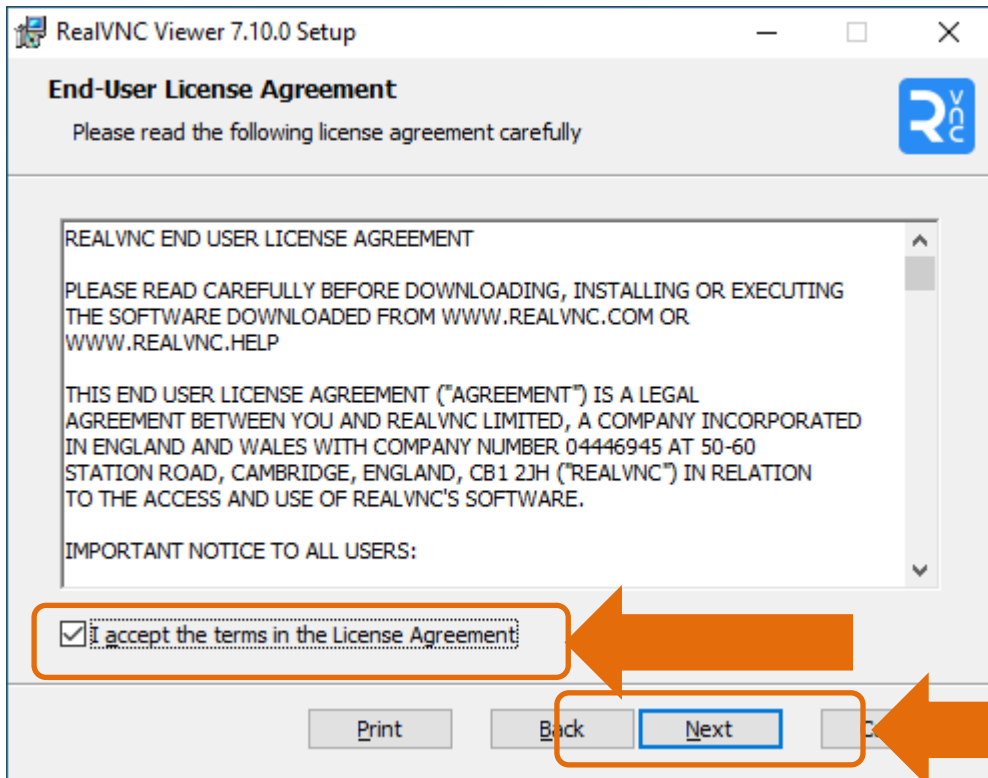 RealVNC Viewer 7.10.0 Setup
End-User License Agreement
Please read the following license agreement carefully
R VNC
REALVNC END USER LICENSE AGREEMENT
PLEASE READ CAREFULLY BEFORE DOWNLOADING, INSTALLING OR EXECUTING
THE SOFTWARE DOWNLOADED FROM WWW.REALVNC.COM OR
WWW.REALVNC.HELP
THIS END USER LICENSE AGREEMENT ("AGREEMENT") IS A LEGAL
AGREEMENT BETWEEN YOU AND REALVNC LIMITED, A COMPANY INCORPORATED
IN ENGLAND AND WALES WITH COMPANY NUMBER 04446945 AT 50-60
STATION ROAD, CAMBRIDGE, ENGLAND, CB1 2JH ("REALVNC") IN RELATION
TO THE ACCESS AND USE OF REALVNC'S SOFTWARE.
IMPORTANT NOTICE TO ALL USERS:
I accept the terms in the License Agreement
Print Back Next